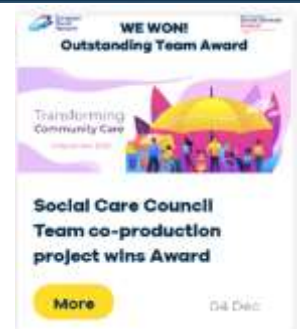 WE WON!
Outstanding Team Award
Transforming
Community Care
Social Care Council
Team co-production
project wins Award
More
04 Dec